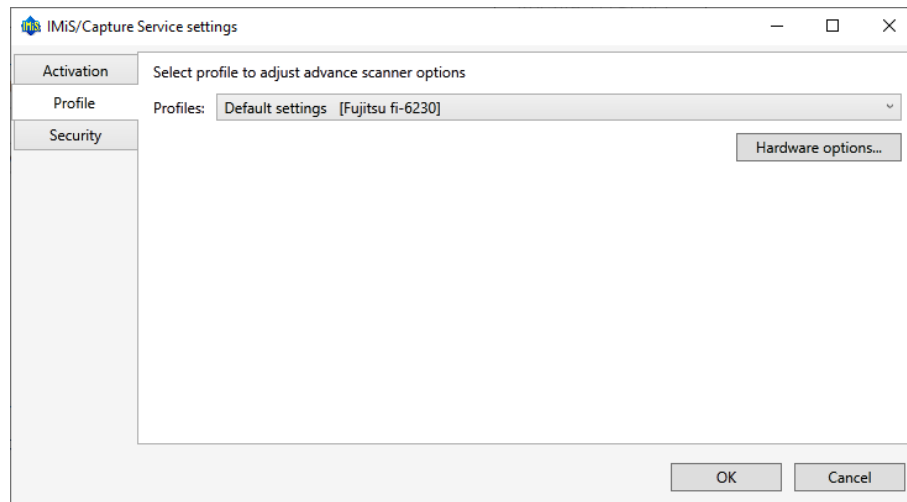 IMiS IMiS/Capture Service settings
Activation
Profile
Security
Select profile to adjust advance scanner options
Profiles: Default settings [Fujitsu fi-6230]
Hardware options...
OK Cancel